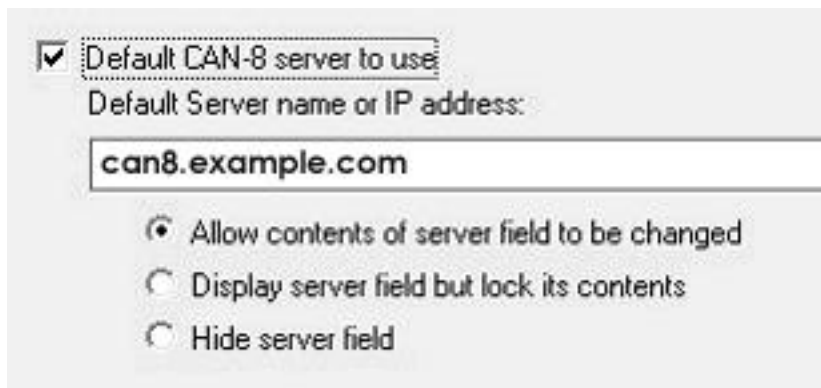 Default CAN-8 server to use
Default Server name or IP address:
can8.example.com
Allow contents of server field to be changed
Display server field but lock its contents
Hide server field